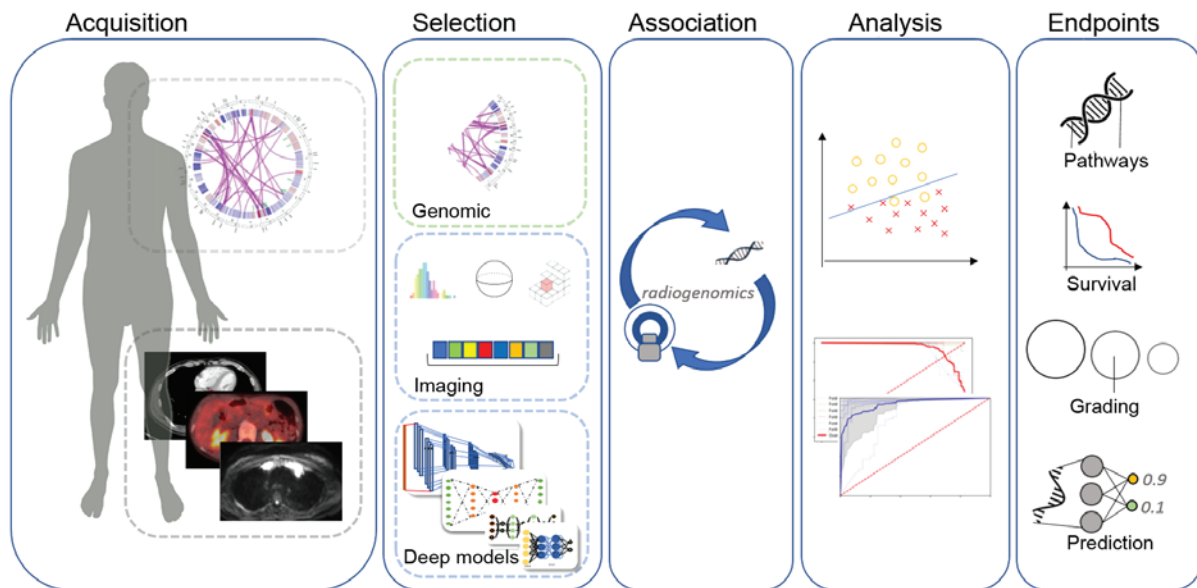 Acquisition
Selection
Association
Analysis
Endpoints
Genomic
Imaging
Deep models
radiogenomics
Pathways
Survival
Grading
0.9
0.1
Prediction